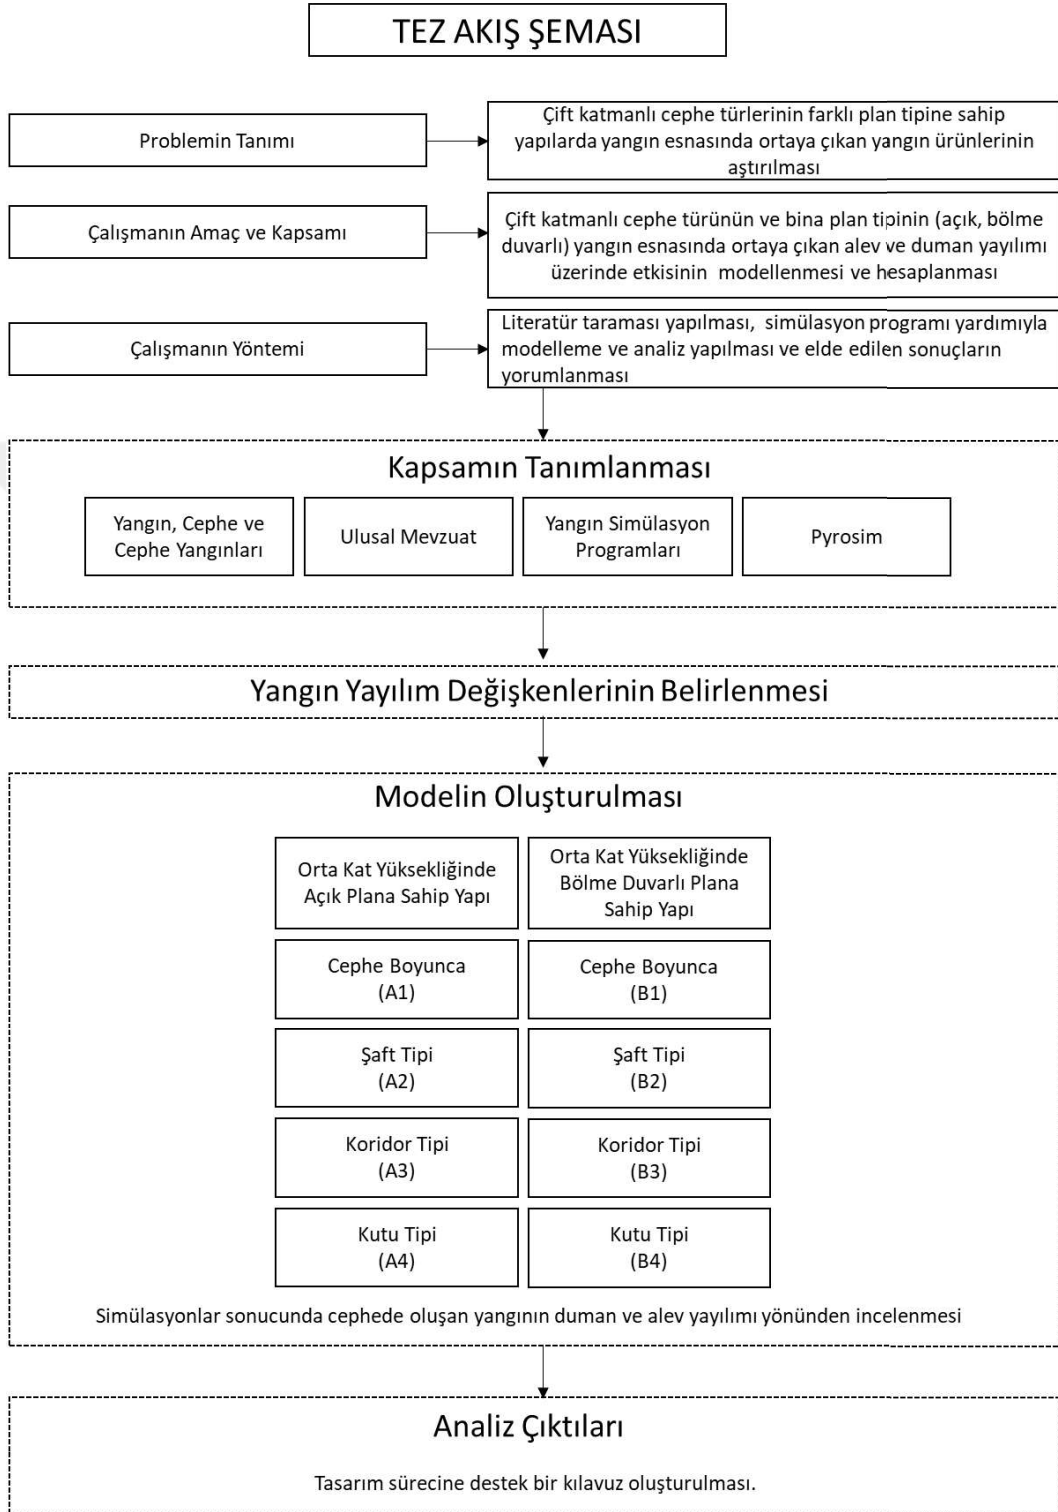 TEZ AKIŞ ŞEMASI
Problemin Tanımı
Çift katmanlı cephe türlerinin farklı plan tipine sahip
yapılarda yangın esnasında ortaya çıkan yangın ürünlerinin
aştırılması
Çalışmanın Amaç ve Kapsamı
Çift katmanlı cephe türünün ve bina plan tipinin (açık, bölme
duvarlı) yangın esnasında ortaya çıkan alev ve duman yayılımı
üzerinde etkisinin modellenmesi ve hesaplanması
Çalışmanın Yöntemi
Literatür taraması yapılması, simülasyon programı yardımıyla
modelleme ve analiz yapılması ve elde edilen sonuçların
yorumlanması
Kapsamın Tanımlanması
Yangın, Cephe ve
Cephe Yangınları
Ulusal Mevzuat
Yangın Simülasyon
Programları
Pyrosim
Yangın Yayılım Değişkenlerinin Belirlenmesi
Modelin Oluşturulması
Orta Kat Yüksekliğinde
Açık Plana Sahip Yapı
Orta Kat Yüksekliğinde
Bölme Duvarlı Plana
Sahip Yapı
Cephe Boyunca
(A1)
Cephe Boyunca
(B1)
Şaft Tipi
(A2)
Şaft Tipi
(B2)
Koridor Tipi
(A3)
Koridor Tipi
(B3)
Kutu Tipi
(A4)
Kutu Tipi
(B4)
Simülasyonlar sonucunda cephede oluşan yangının duman ve alev yayılımı yönünden incelenmesi
Analiz Çıktıları
Tasarım sürecine destek bir kılavuz oluşturulması.